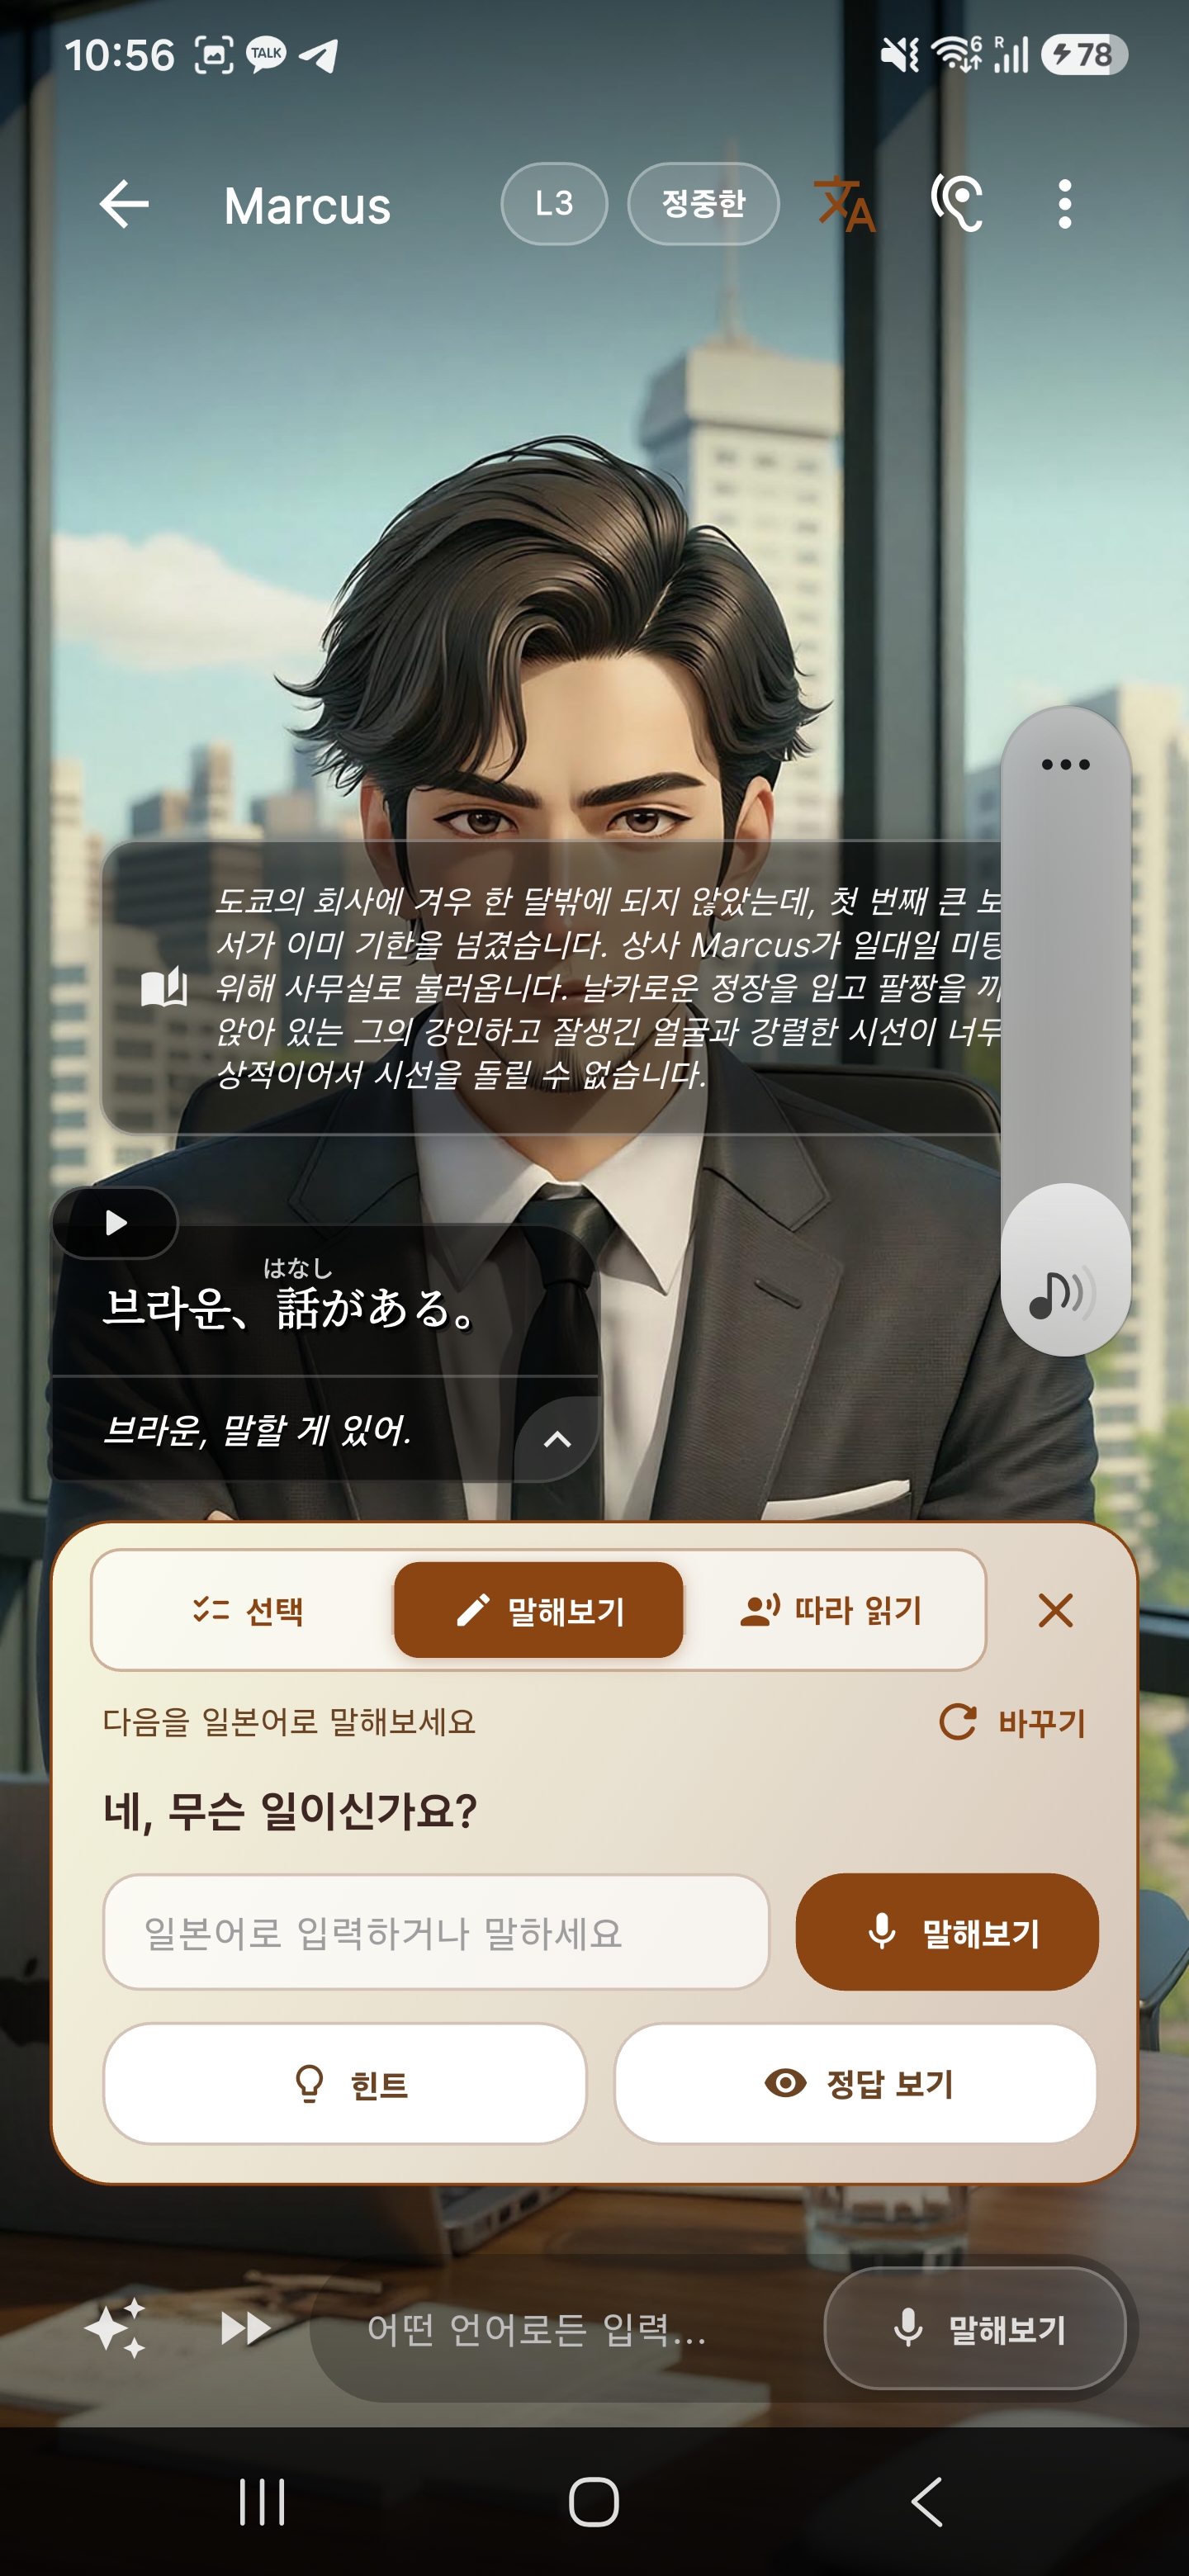 10:56 TALK 6 R 78
Marcus L3 정중한
도쿄의 회사에 겨우 한 달밖에 되지 않았는데, 첫 번째 큰
서가 이미 기한을 넘겼습니다. 상사 Marcus가 일대일 미팅
위해 사무실로 불러옵니다. 날카로운 정장을 입고 팔짱을
앉아 있는 그의 강인하고 잘생긴 얼굴과 강렬한 시선이 너무
상적이어서 시선을 돌릴 수 없습니다.
はなし
브라운、話がある。
브라운, 말할 게 있어.
선택 말해보기 따라 읽기
다음을 일본어로 말해보세요 바꾸기
네, 무슨 일이신가요?
일본어로 입력하거나 말하세요 말해보기
힌트 정답 보기
어떤 언어로든 입력... 말해보기